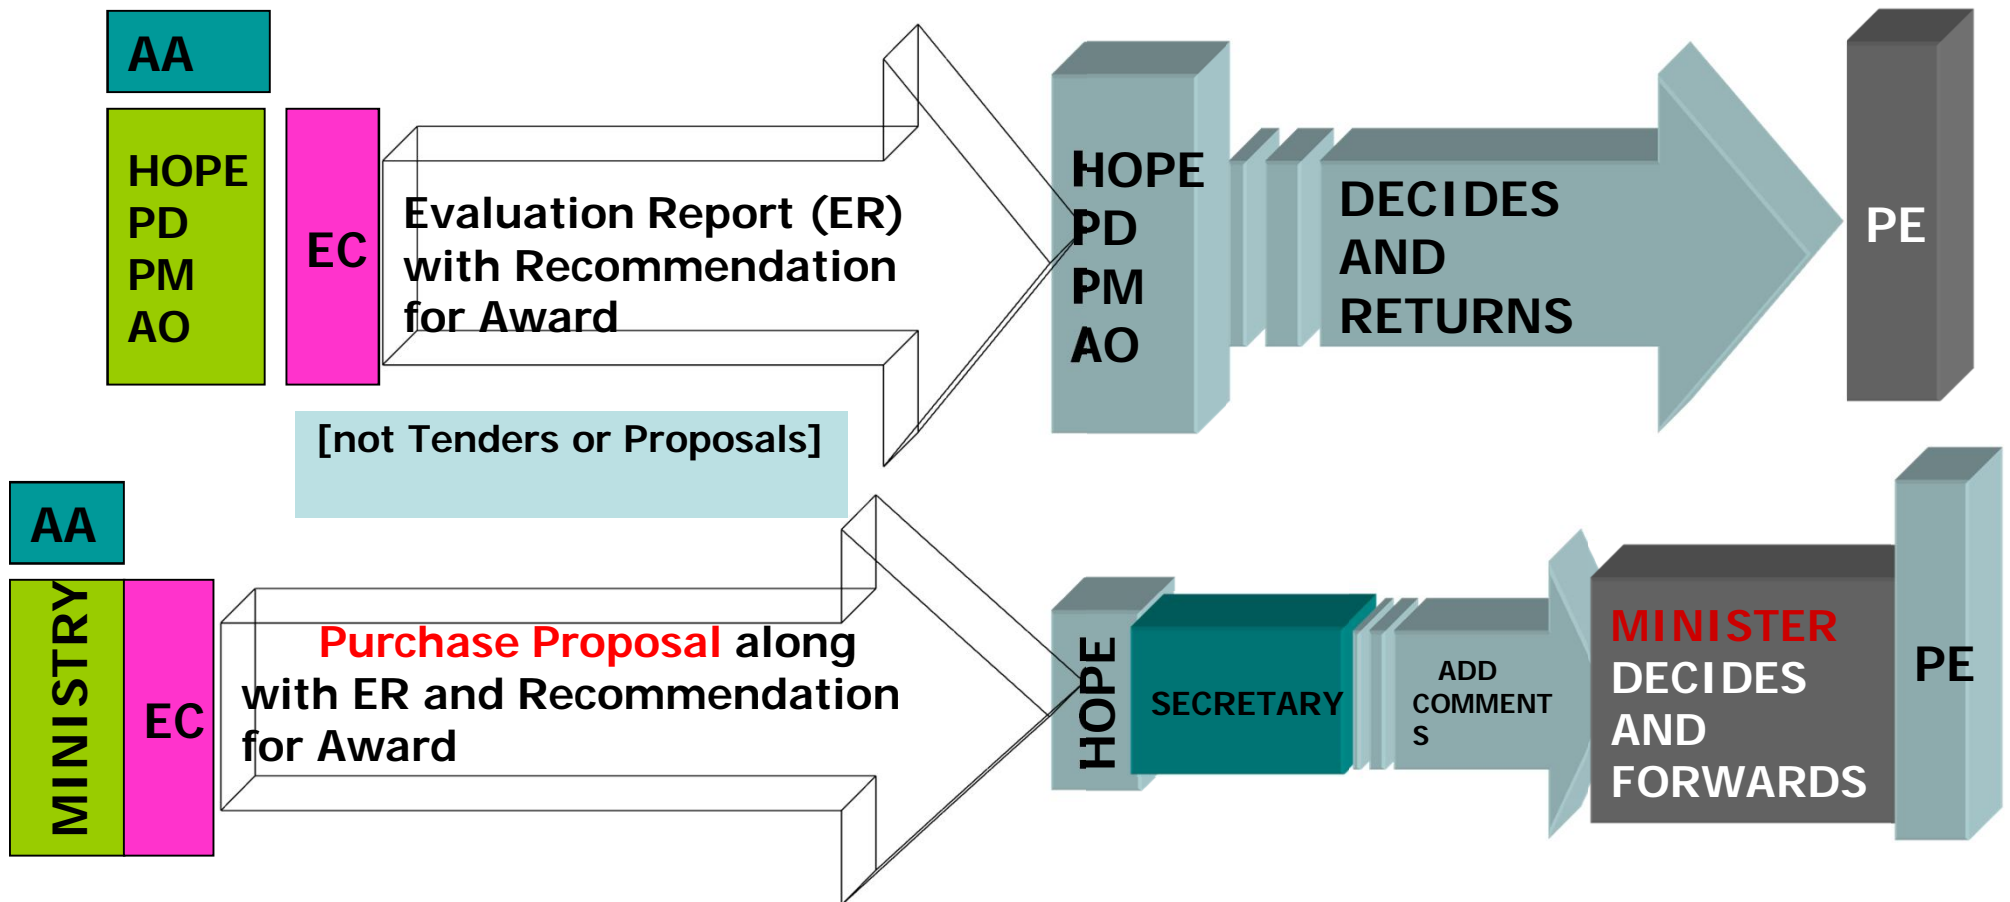 AA
HOPE
PD
PM
AO
EC
Evaluation Report (ER)
with Recommendation
for Award
HOPE
PD
PM
AO
DECIDES
AND
RETURNS
PE
[not Tenders or Proposals]
AA
MINISTRY
EC
Purchase Proposal along
with ER and Recommendation
for Award
HOPE
SECRETARY
ADD
COMMENT
S
MINISTER
DECIDES
AND
FORWARDS
PE